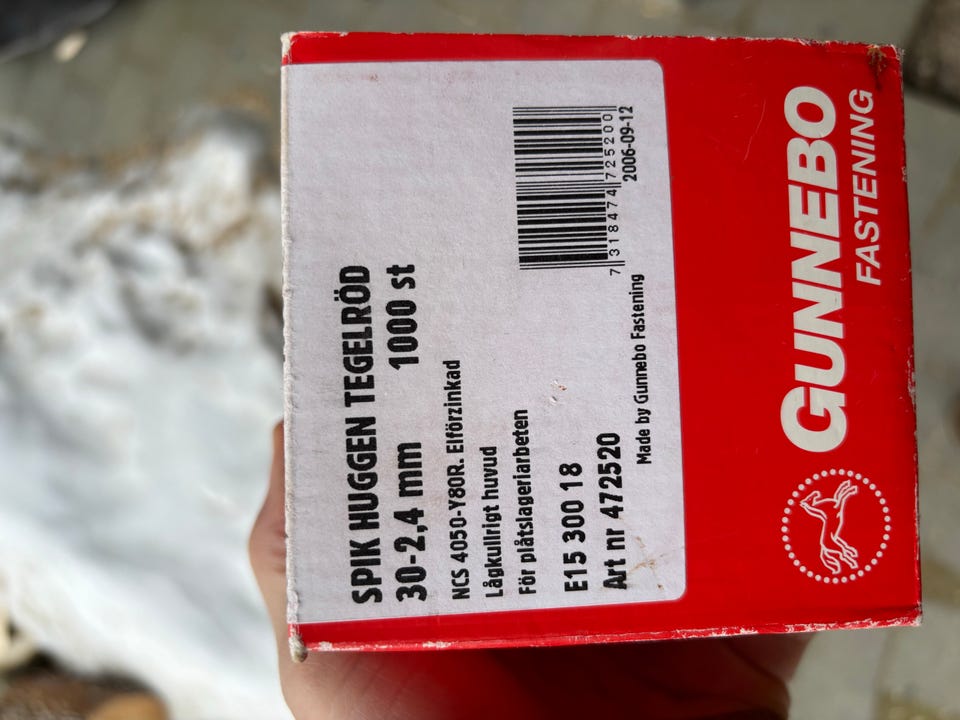 GUNNEBO
FASTENING
SPIK HUGGEN TEGELRÖD
30-2,4 mm 1000 st
NCS 4050-Y80R. Elförzinkad
Lågkullrigt huvud
För plåtslageriarbeten
E15 300 18
Art nr 472520
Made by Gunnebo Fastening
7 318474 725200
2006-09-12